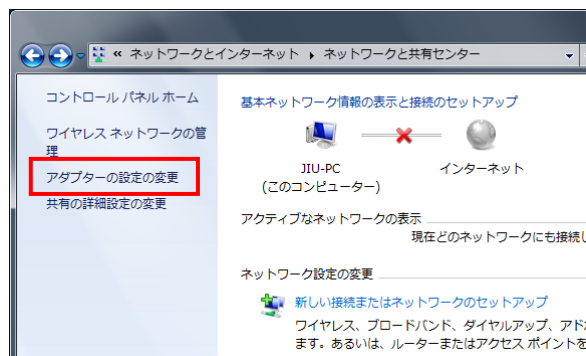 « ネットワークとインターネット ▸ ネットワークと共有センター
コントロール パネル ホーム
ワイヤレス ネットワークの管
理
アダプターの設定の変更
共有の詳細設定の変更
基本ネットワーク情報の表示と接続のセットアップ
JIU-PC
(このコンピューター)
インターネット
アクティブなネットワークの表示
現在どのネットワークにも接続し
ネットワーク設定の変更
新しい接続またはネットワークのセットアップ
ワイヤレス、ブロードバンド、ダイヤルアップ、アド
ます。あるいは、ルーターまたはアクセス ポイントを